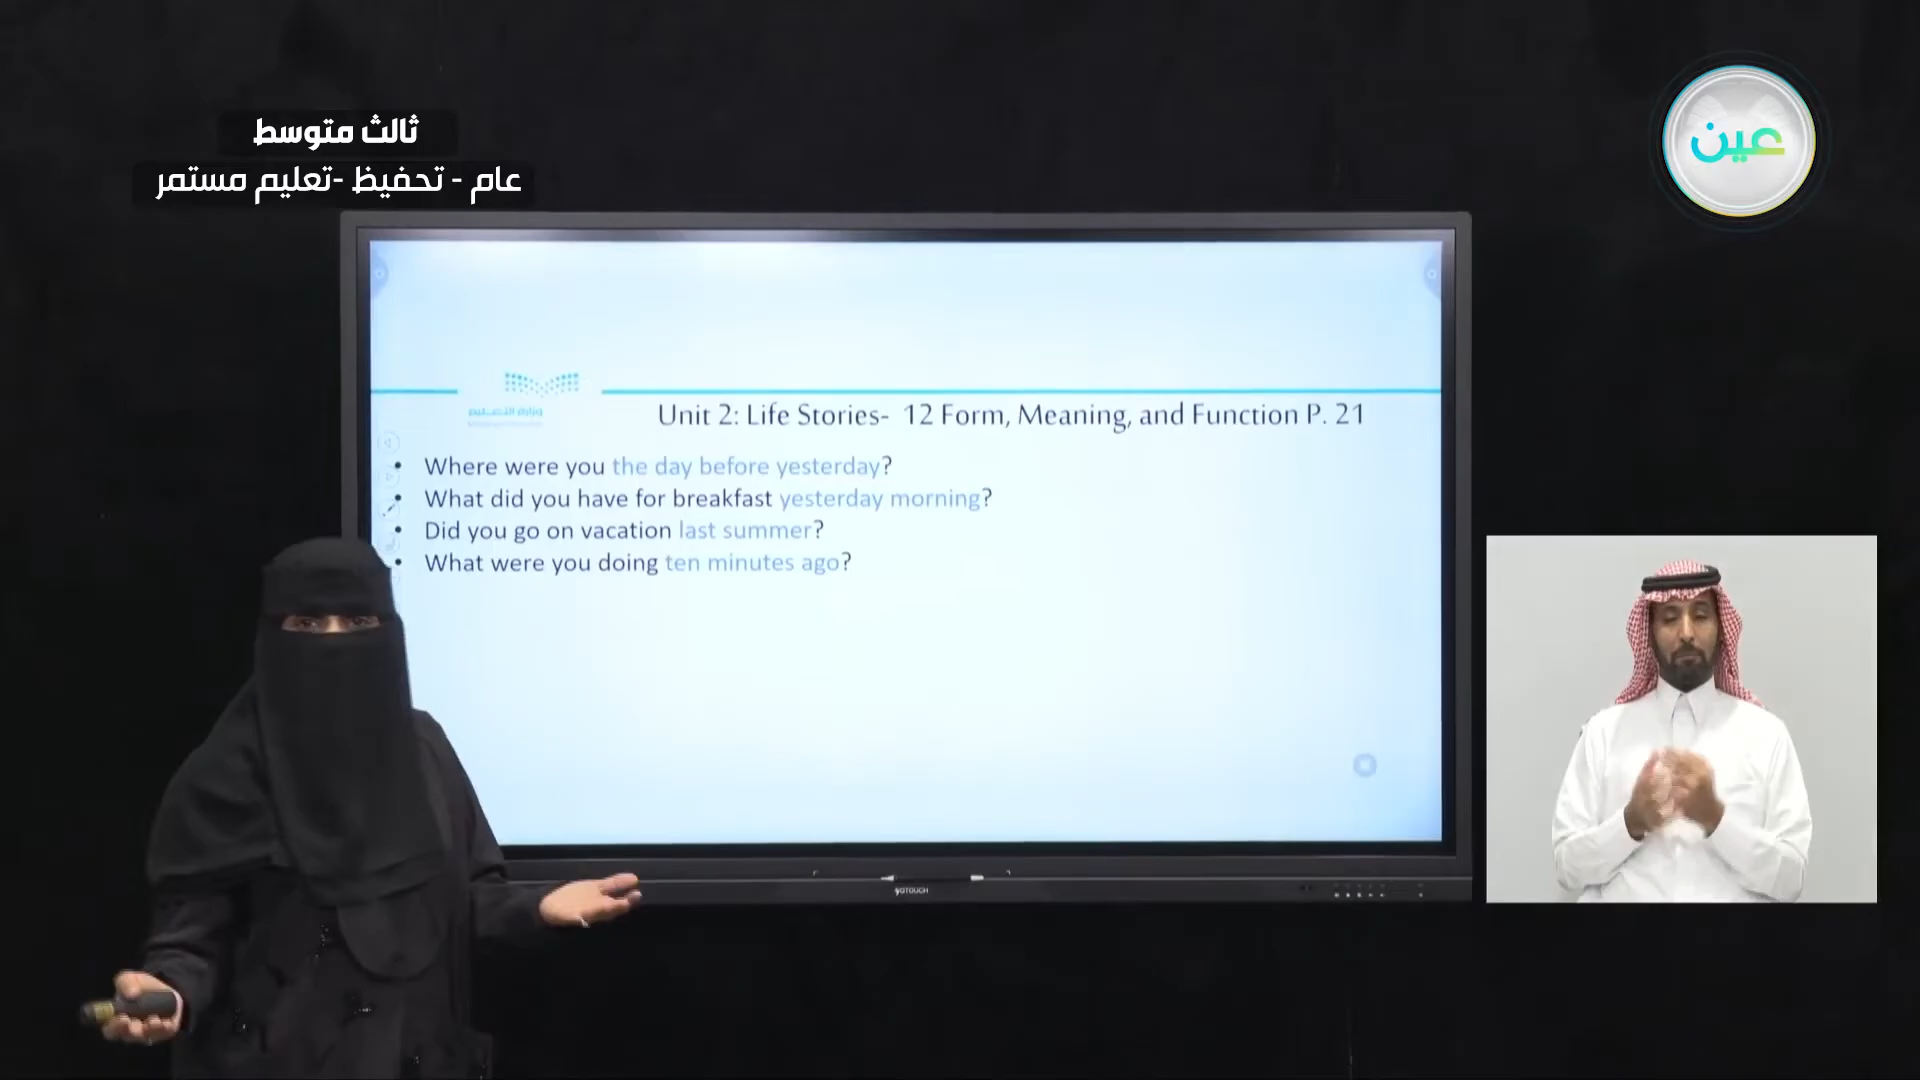 ثالث متوسط
عام - تحفيظ -تعليم مستمر
عين
وزارة التعليم
Unit 2: Life Stories- 12 Form, Meaning, and Function P. 21
• Where were you the day before yesterday?
• What did you have for breakfast yesterday morning?
• Did you go on vacation last summer?
• What were you doing ten minutes ago?